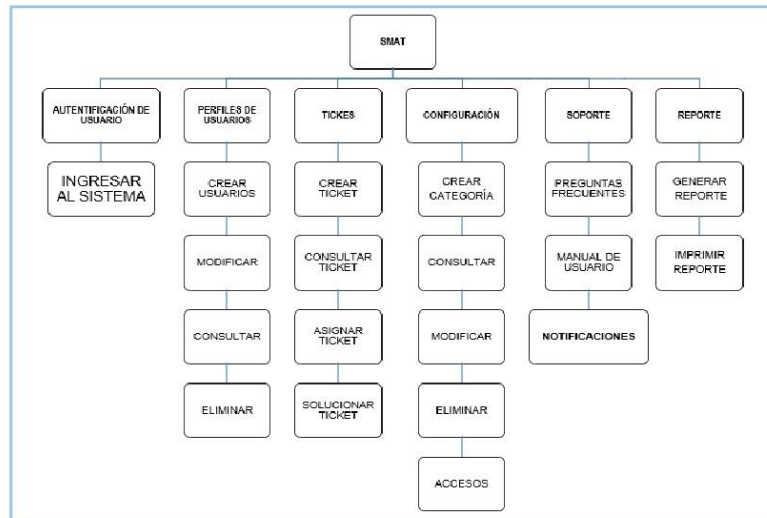 SMAT
AUTENTIFICACIÓN DE
USUARIO
PERFILES DE
USUARIOS
TICKES
CONFIGURACIÓN
SOPORTE
REPORTE
INGRESAR
AL SISTEMA
CREAR
USUARIOS
CREAR
TICKET
CREAR
CATEGORÍA
PREGUNTAS
FRECUENTES
GENERAR
REPORTE
MODIFICAR
CONSULTAR
TICKET
CONSULTAR
MANUAL DE
USUARIO
IMPRIMIR
REPORTE
CONSULTAR
ASIGNAR
TICKET
MODIFICAR
NOTIFICACIONES
ELIMINAR
SOLUCIONAR
TICKET
ELIMINAR
ACCESOS